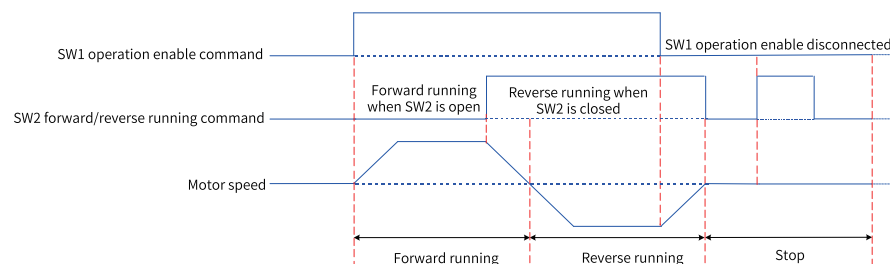 SW1 operation enable command
SW1 operation enable disconnected
Forward running
when SW2 is open
Reverse running when
SW2 is closed
SW2 forward/reverse running command
Motor speed
Forward running
Reverse running
Stop